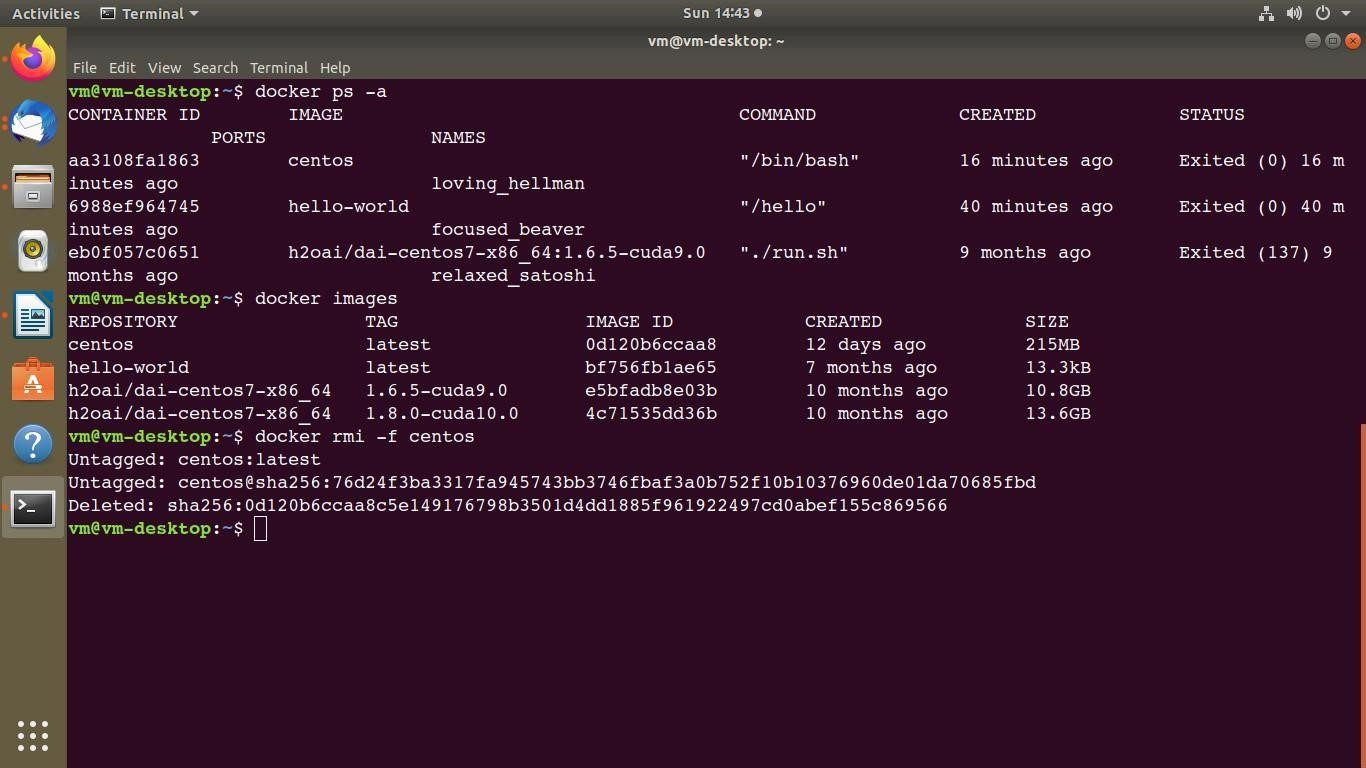 Activities Terminal Sun 14:43
vm@vm-desktop: ~
File Edit View Search Terminal Help
vm@vm-desktop:~$ docker ps -a
CONTAINER ID        IMAGE                                    COMMAND             CREATED             STATUS
             PORTS               NAMES
aa3108fa1863        centos                                   "/bin/bash"         16 minutes ago      Exited (0) 16 m
inutes ago                       loving_hellman
6988ef964745        hello-world                              "/hello"            40 minutes ago      Exited (0) 40 m
inutes ago                       focused_beaver
eb0f057c0651        h2oai/dai-centos7-x86_64:1.6.5-cuda9.0   "./run.sh"          9 months ago        Exited (137) 9
months ago                       relaxed_satoshi
vm@vm-desktop:~$ docker images
REPOSITORY                 TAG                 IMAGE ID            CREATED             SIZE
centos                     latest              0d120b6ccaa8        12 days ago         215MB
hello-world                latest              bf756fb1ae65        7 months ago        13.3kB
h2oai/dai-centos7-x86_64   1.6.5-cuda9.0       e5bfadb8e03b        10 months ago       10.8GB
h2oai/dai-centos7-x86_64   1.8.0-cuda10.0      4c71535dd36b        10 months ago       13.6GB
vm@vm-desktop:~$ docker rmi -f centos
Untagged: centos:latest
Untagged: centos@sha256:76d24f3ba3317fa945743bb3746fbaf3a0b752f10b10376960de01da70685fbd
Deleted: sha256:0d120b6ccaa8c5e149176798b3501d4dd1885f961922497cd0abef155c869566
vm@vm-desktop:~$